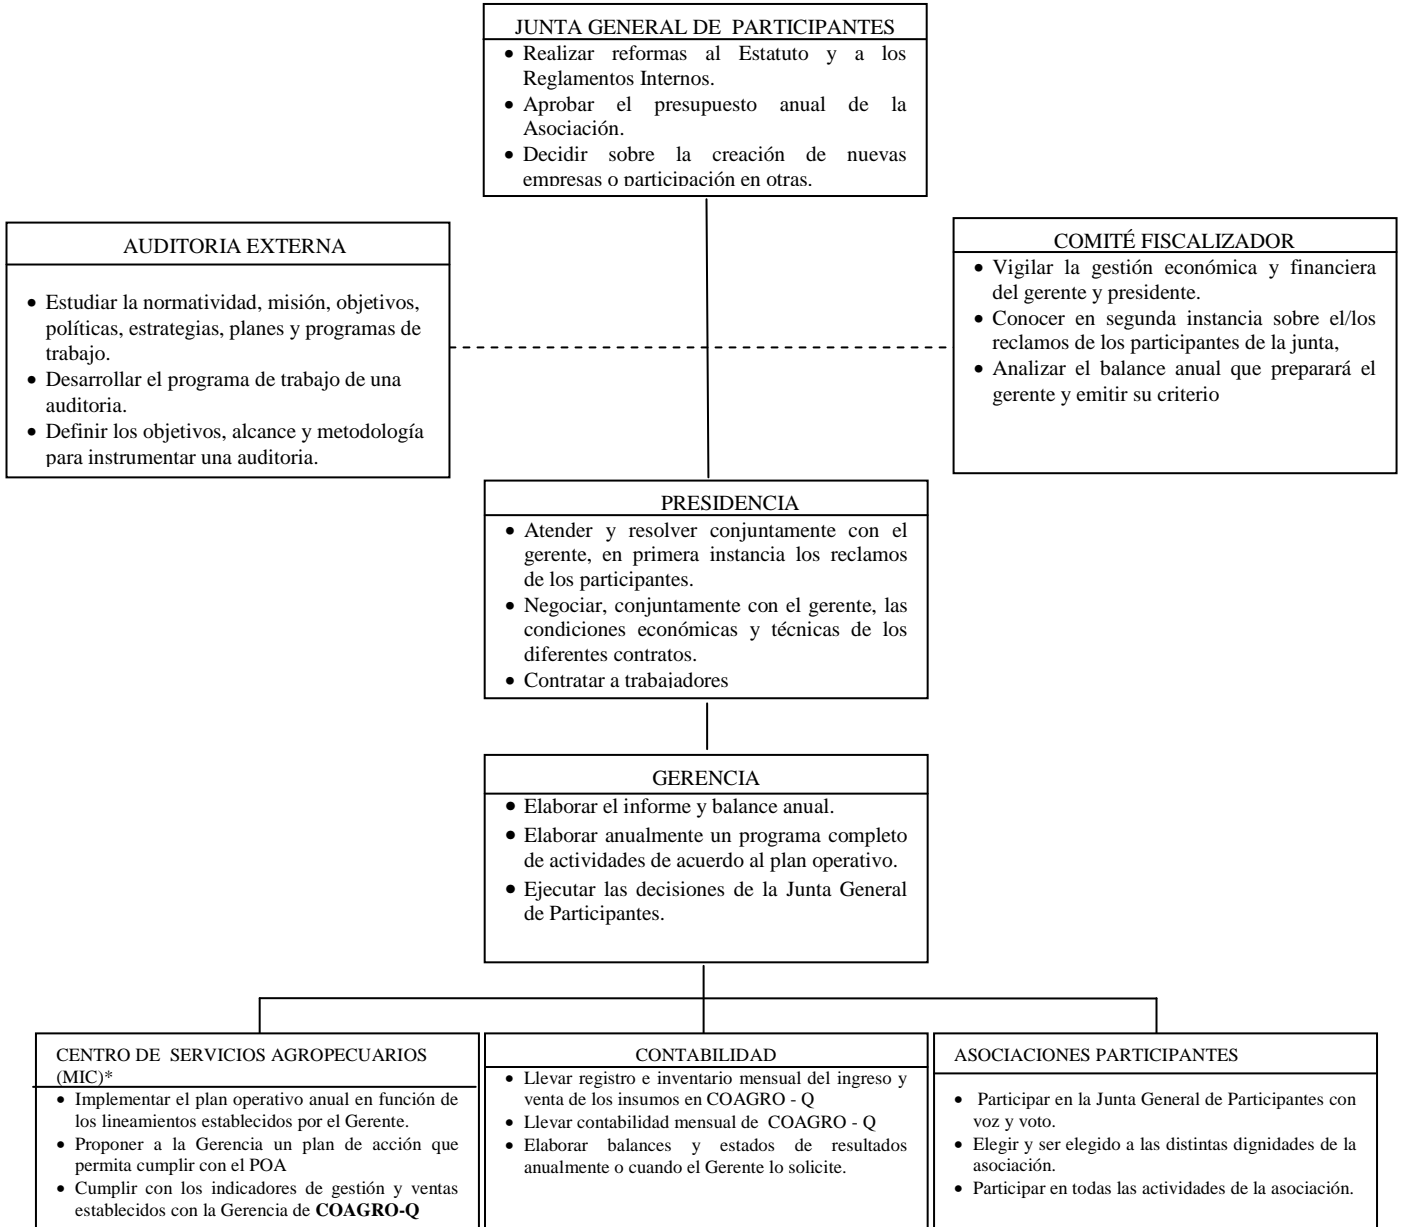 JUNTA GENERAL DE PARTICIPANTES
• Realizar reformas al Estatuto y a los
Reglamentos Internos.
• Aprobar el presupuesto anual de la
Asociación.
• Decidir sobre la creación de nuevas
empresas o participación en otras.
AUDITORIA EXTERNA
• Estudiar la normatividad, misión, objetivos,
políticas, estrategias, planes y programas de
trabajo.
• Desarrollar el programa de trabajo de una
auditoria.
• Definir los objetivos, alcance y metodología
para instrumentar una auditoria.
COMITÉ FISCALIZADOR
• Vigilar la gestión económica y financiera
del gerente y presidente.
• Conocer en segunda instancia sobre el/los
reclamos de los participantes de la junta,
• Analizar el balance anual que preparará el
gerente y emitir su criterio
PRESIDENCIA
• Atender y resolver conjuntamente con el
gerente, en primera instancia los reclamos
de los participantes.
• Negociar, conjuntamente con el gerente, las
condiciones económicas y técnicas de los
diferentes contratos.
• Contratar a trabajadores
GERENCIA
• Elaborar el informe y balance anual.
• Elaborar anualmente un programa completo
de actividades de acuerdo al plan operativo.
• Ejecutar las decisiones de la Junta General
de Participantes.
CENTRO DE SERVICIOS AGROPECUARIOS
(MIC)*
• Implementar el plan operativo anual en función de
los lineamientos establecidos por el Gerente.
• Proponer a la Gerencia un plan de acción que
permita cumplir con el POA
• Cumplir con los indicadores de gestión y ventas
establecidos con la Gerencia de COAGRO-Q
CONTABILIDAD
• Llevar registro e inventario mensual del ingreso y
venta de los insumos en COAGRO - Q
• Llevar contabilidad mensual de COAGRO - Q
• Elaborar balances y estados de resultados
anualmente o cuando el Gerente lo solicite.
ASOCIACIONES PARTICIPANTES
• Participar en la Junta General de Participantes con
voz y voto.
• Elegir y ser elegido a las distintas dignidades de la
asociación.
• Participar en todas las actividades de la asociación.